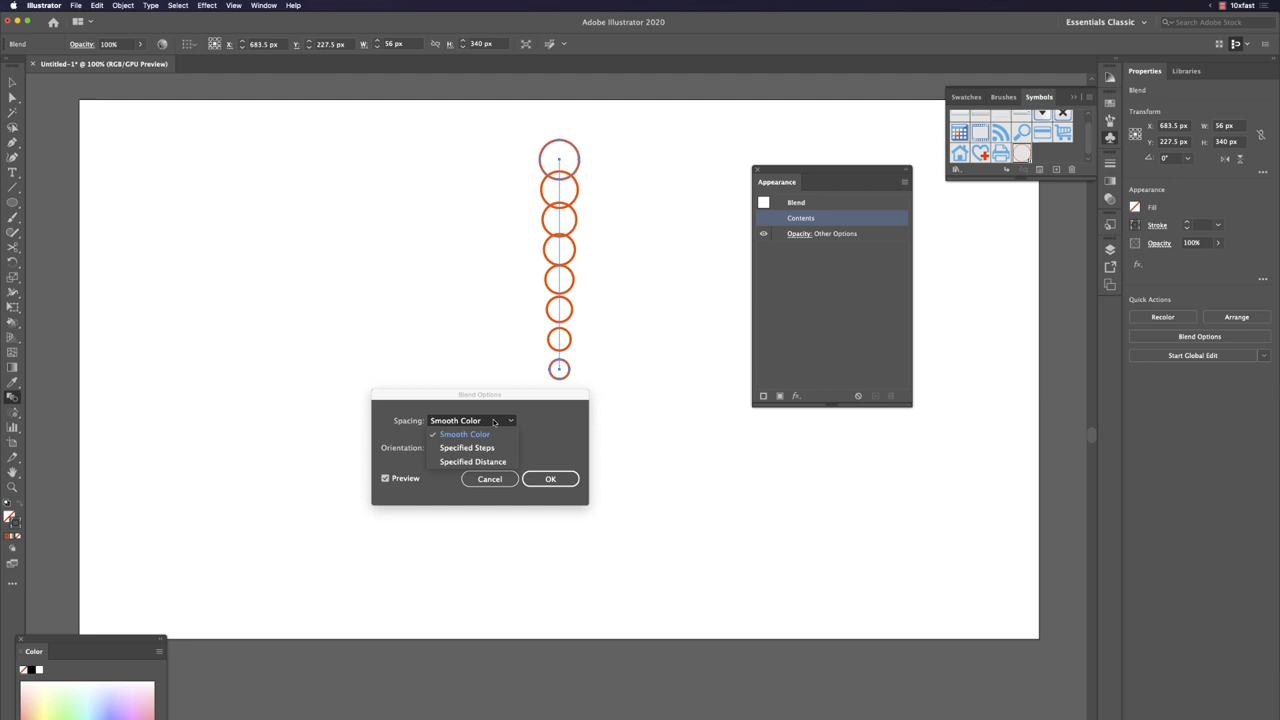 Illustrator File Edit Object Type Select Effect View Window Help 10xfast
Adobe Illustrator 2020 Essentials Classic Search Adobe Stock
Blend Opacity: 100% X: 683.5 px Y: 227.5 px W: 56 px H: 340 px
Untitled-1* @ 100% (RGB/GPU Preview)
Properties Libraries
Blend
Transform
X: 683.5 px W: 56 px
Y: 227.5 px H: 340 px
0°
Appearance
Fill
Stroke
Opacity 100%
fx.
Quick Actions
Recolor Arrange
Blend Options
Start Global Edit
Swatches Brushes Symbols
Appearance
Blend
Contents
Opacity: Other Options
fx.
Blend Options
Spacing: Smooth Color
Smooth Color
Specified Steps
Specified Distance
Orientation:
Preview Cancel OK
Color